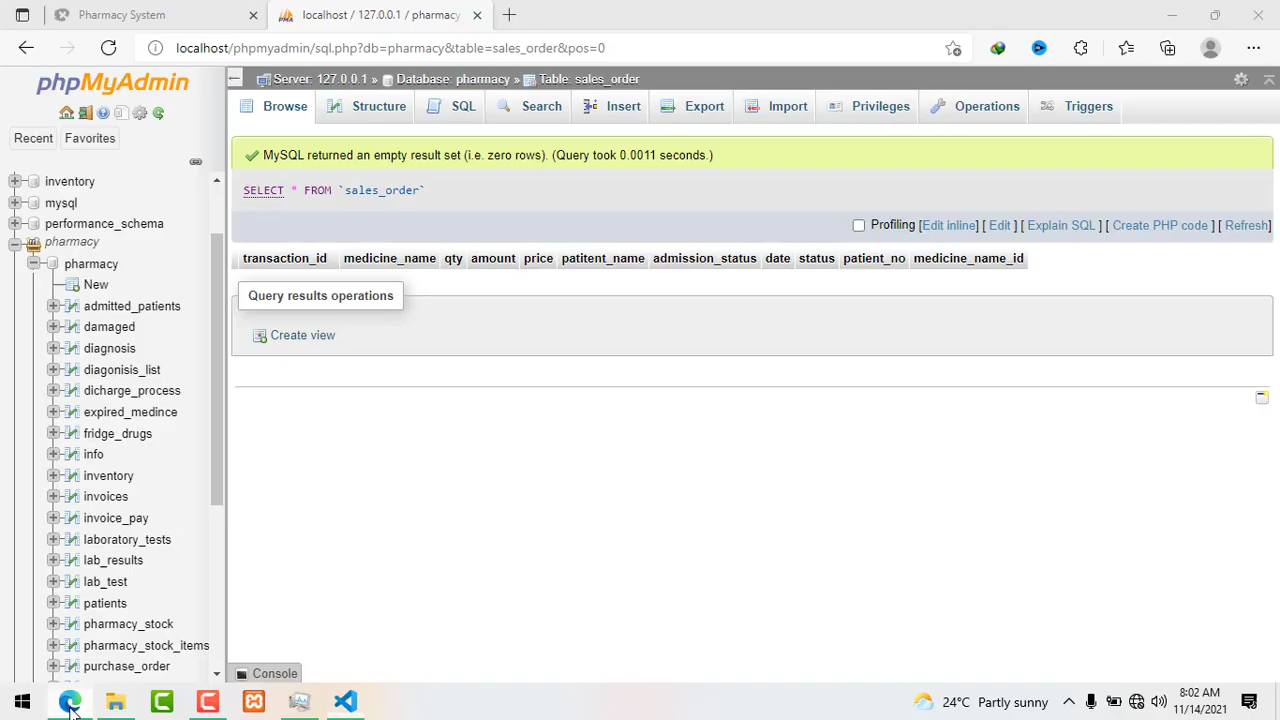 Pharmacy System
localhost / 127.0.0.1 / pharmacy
localhost/phpmyadmin/sql.php?db=pharmacy&table=sales_order&pos=0
phpMyAdmin
Recent
Favorites
inventory
mysql
performance_schema
pharmacy
pharmacy
New
admitted_patients
damaged
diagnosis
diagonisis_list
dicharge_process
expired_medince
fridge_drugs
info
inventory
invoices
invoice_pay
laboratory_tests
lab_results
lab_test
patients
pharmacy_stock
pharmacy_stock_items
purchase_order
Server: 127.0.0.1 » Database: pharmacy » Table: sales_order
Browse Structure SQL Search Insert Export Import Privileges Operations Triggers
MySQL returned an empty result set (i.e. zero rows). (Query took 0.0011 seconds.)
SELECT * FROM `sales_order`
Profiling [Edit inline] [ Edit ] [ Explain SQL ] [ Create PHP code ] [ Refresh]
transaction_id medicine_name qty amount price patitent_name admission_status date status patient_no medicine_name_id
Query results operations
Create view
Console
24°C Partly sunny
8:02 AM
11/14/2021